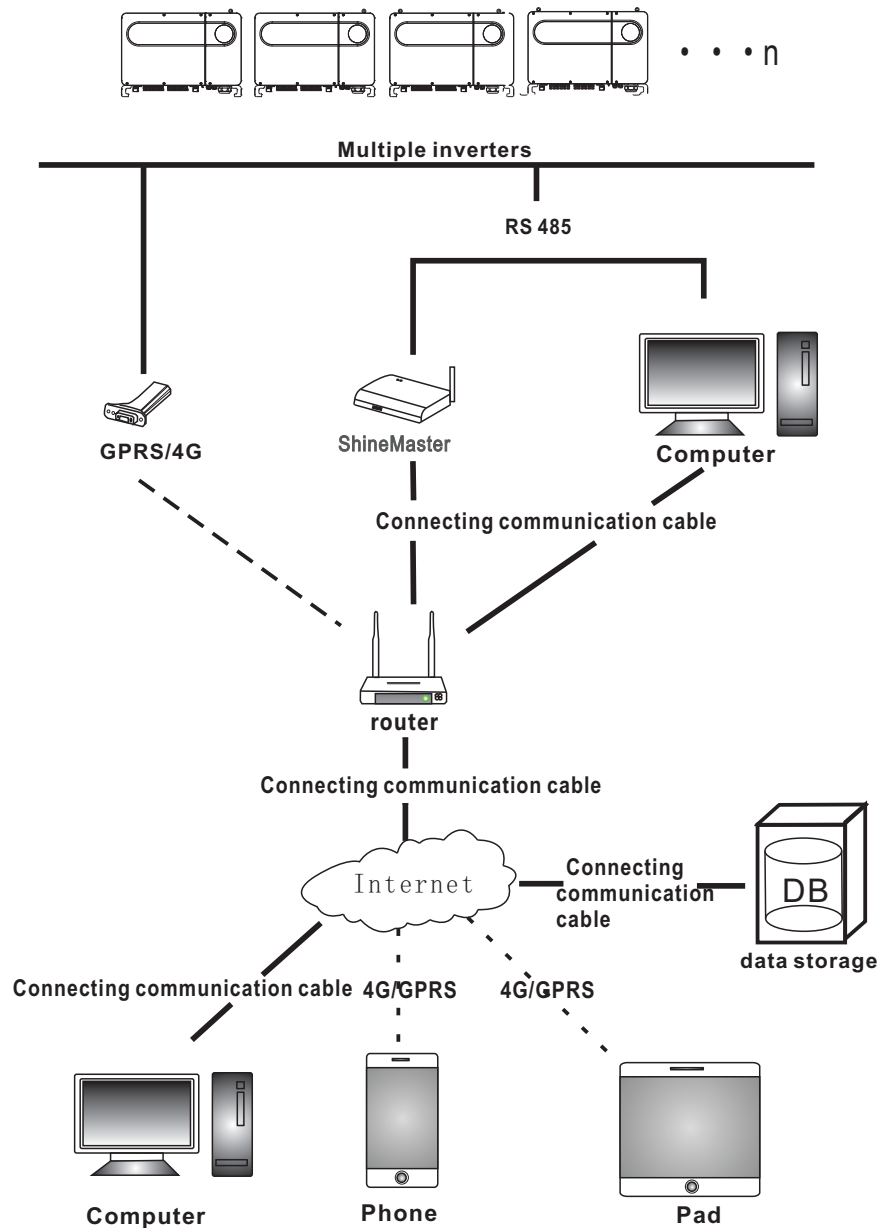 · · · n
Multiple inverters
RS 485
GPRS/4G
ShineMaster
Computer
Connecting communication cable
router
Connecting communication cable
Internet
Connecting
communication
cable
DB
data storage
Connecting communication cable
4G/GPRS
4G/GPRS
Computer
Phone
Pad